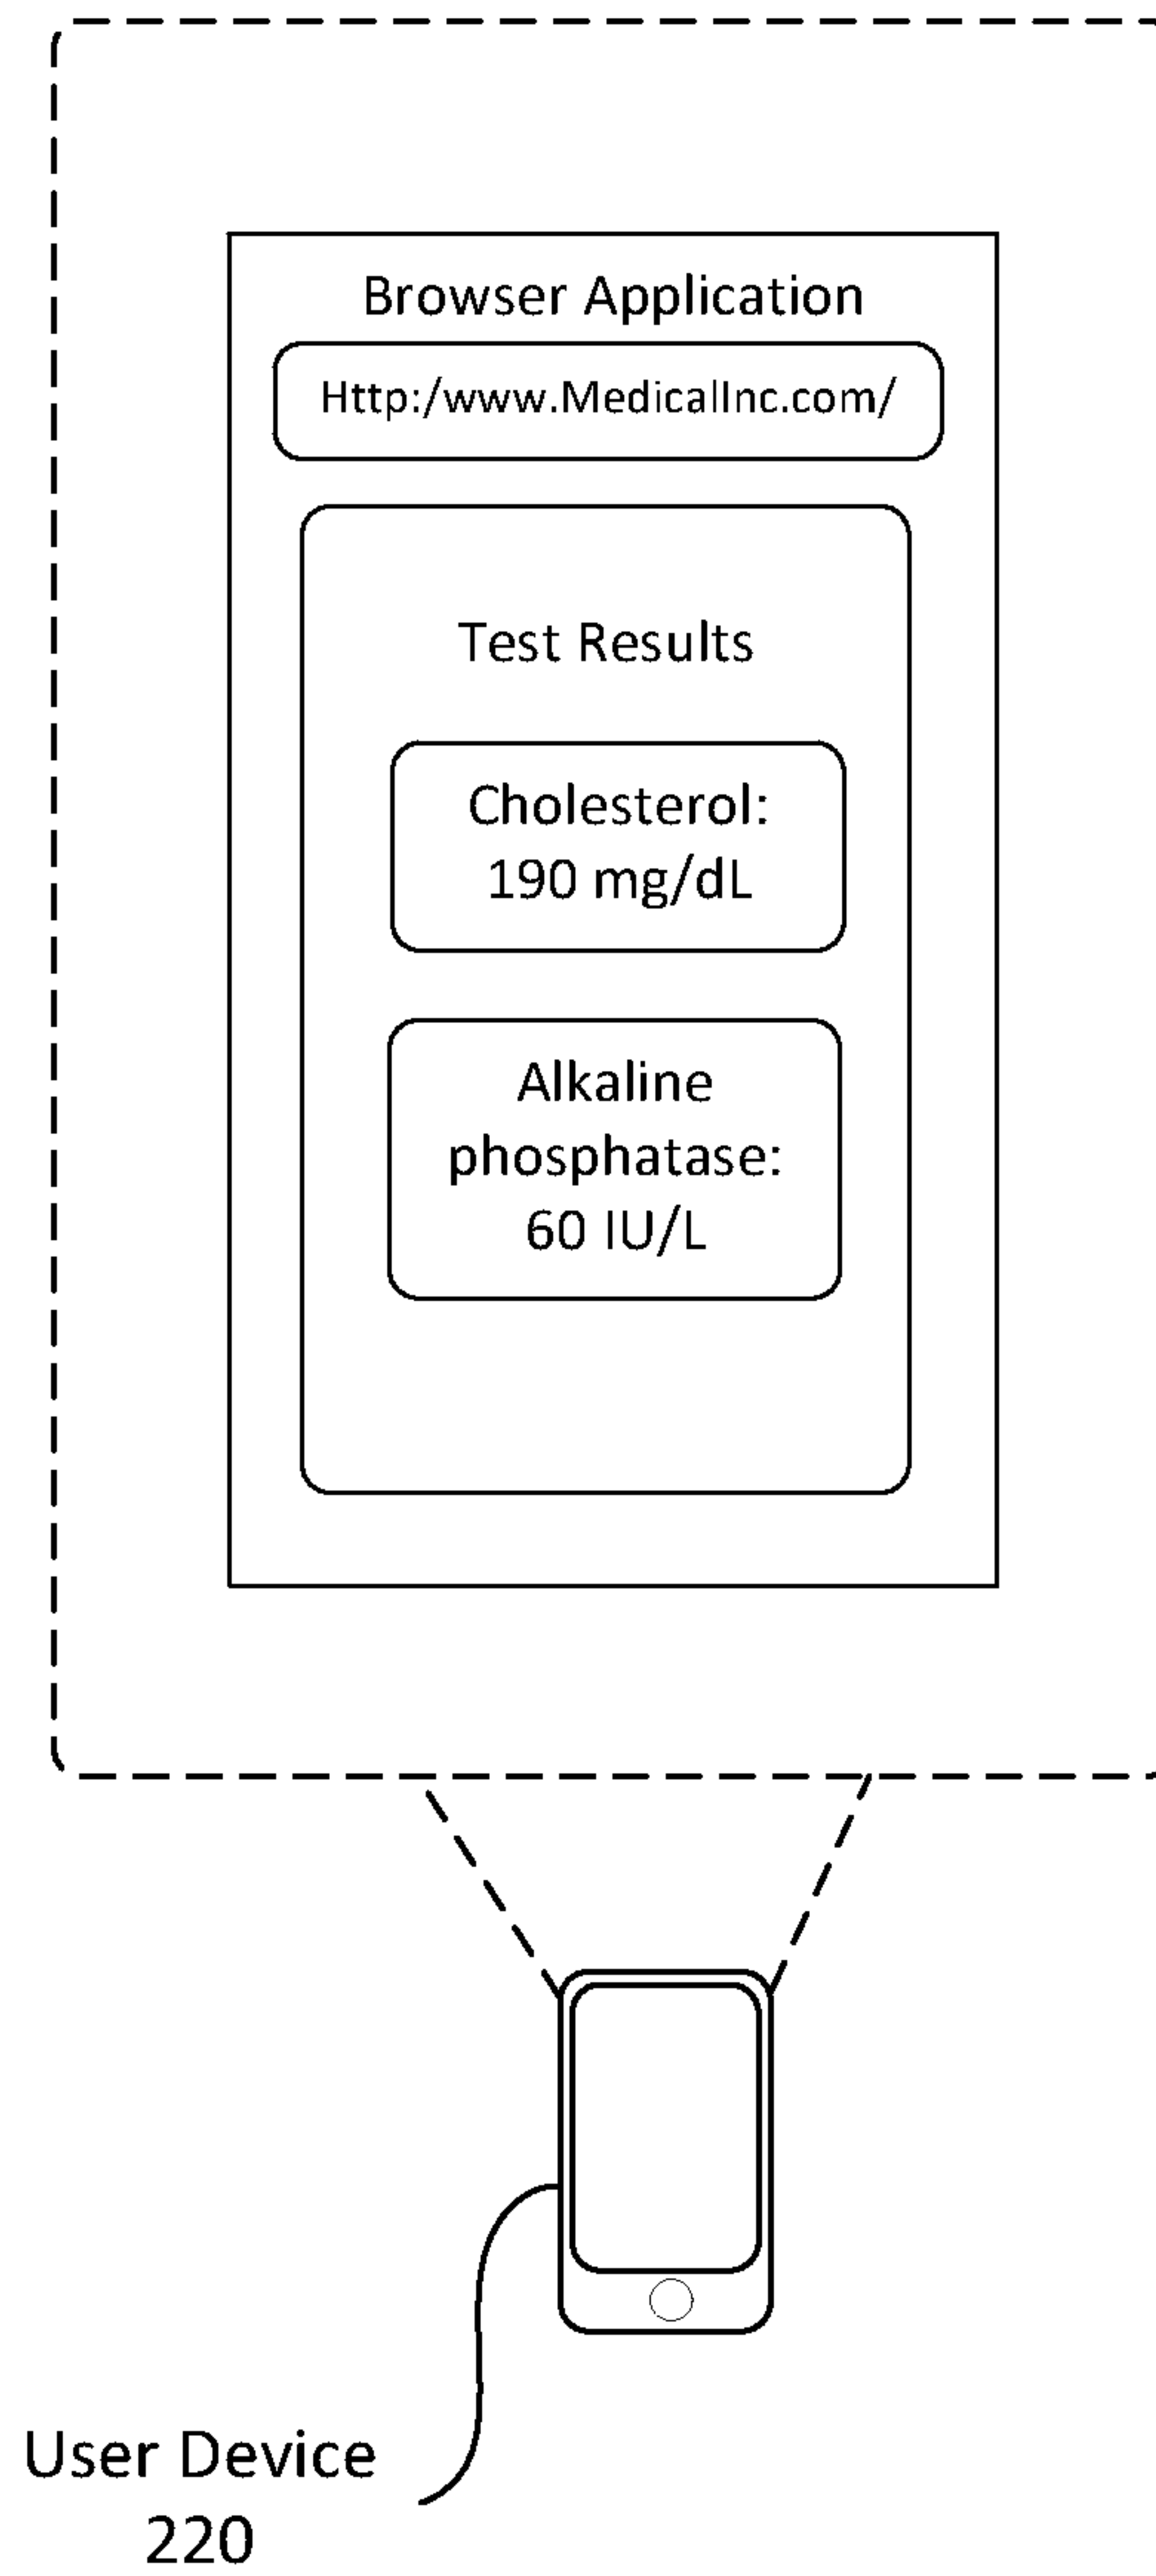 Browser Application
Http:/www.MedicalInc.com/
Test Results
Cholesterol:
190 mg/dL
Alkaline
phosphatase:
60 IU/L
User Device
220